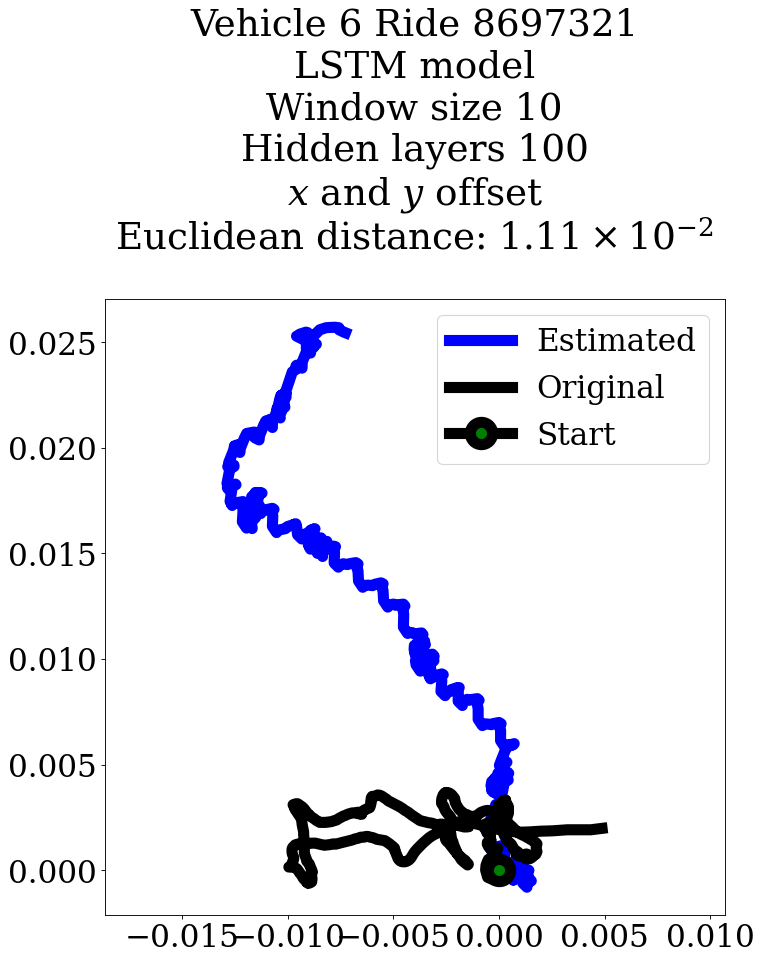 Vehicle 6 Ride 8697321
LSTM model
Window size 10
Hidden layers 100
x and y offset
Euclidean distance: 1.11 × 10⁻²
Estimated
Original
Start
0.025
0.020
0.015
0.010
0.005
0.000
−0.015 −0.010 −0.005 0.000 0.005 0.010